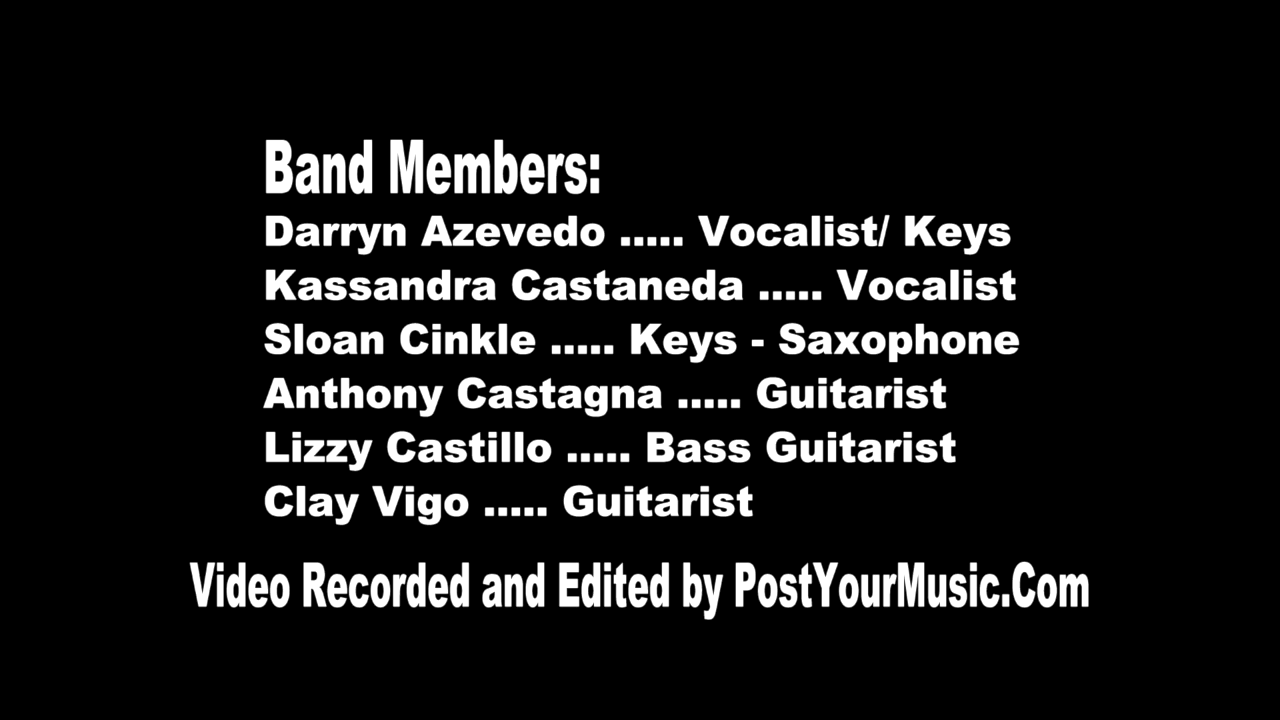 Band Members:
Darryn Azevedo ..... Vocalist/ Keys
Kassandra Castaneda ..... Vocalist
Sloan Cinkle ..... Keys - Saxophone
Anthony Castagna ..... Guitarist
Lizzy Castillo ..... Bass Guitarist
Clay Vigo ..... Guitarist
Video Recorded and Edited by PostYourMusic.Com